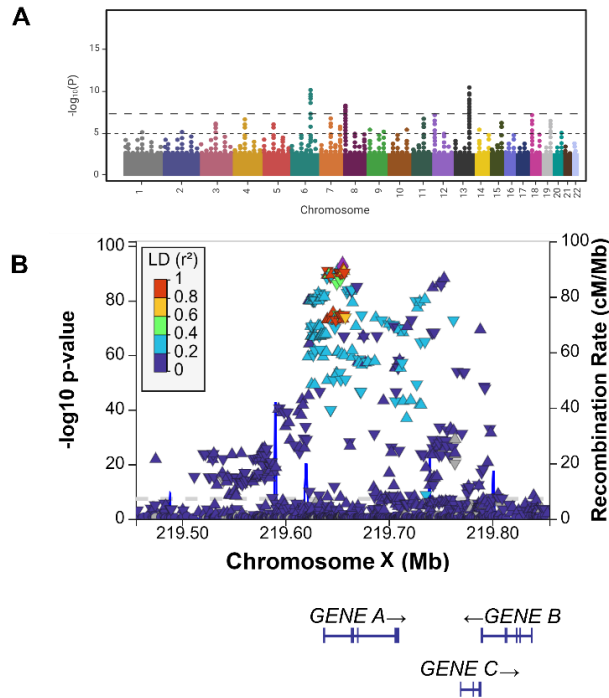 A
-log₁₀(P)
15
10
5
0
1 2 3 4 5 6 7 8 9 10 11 12 13 14 15 16 17 18 19 20 21 22
Chromosome
B
LD (r²)
1
0.8
0.6
0.4
0.2
0
-log10 p-value
100
80
60
40
20
0
Recombination Rate (cM/Mb)
100
80
60
40
20
0
219.50 219.60 219.70 219.80
Chromosome X (Mb)
GENE A→
←GENE B
GENE C→